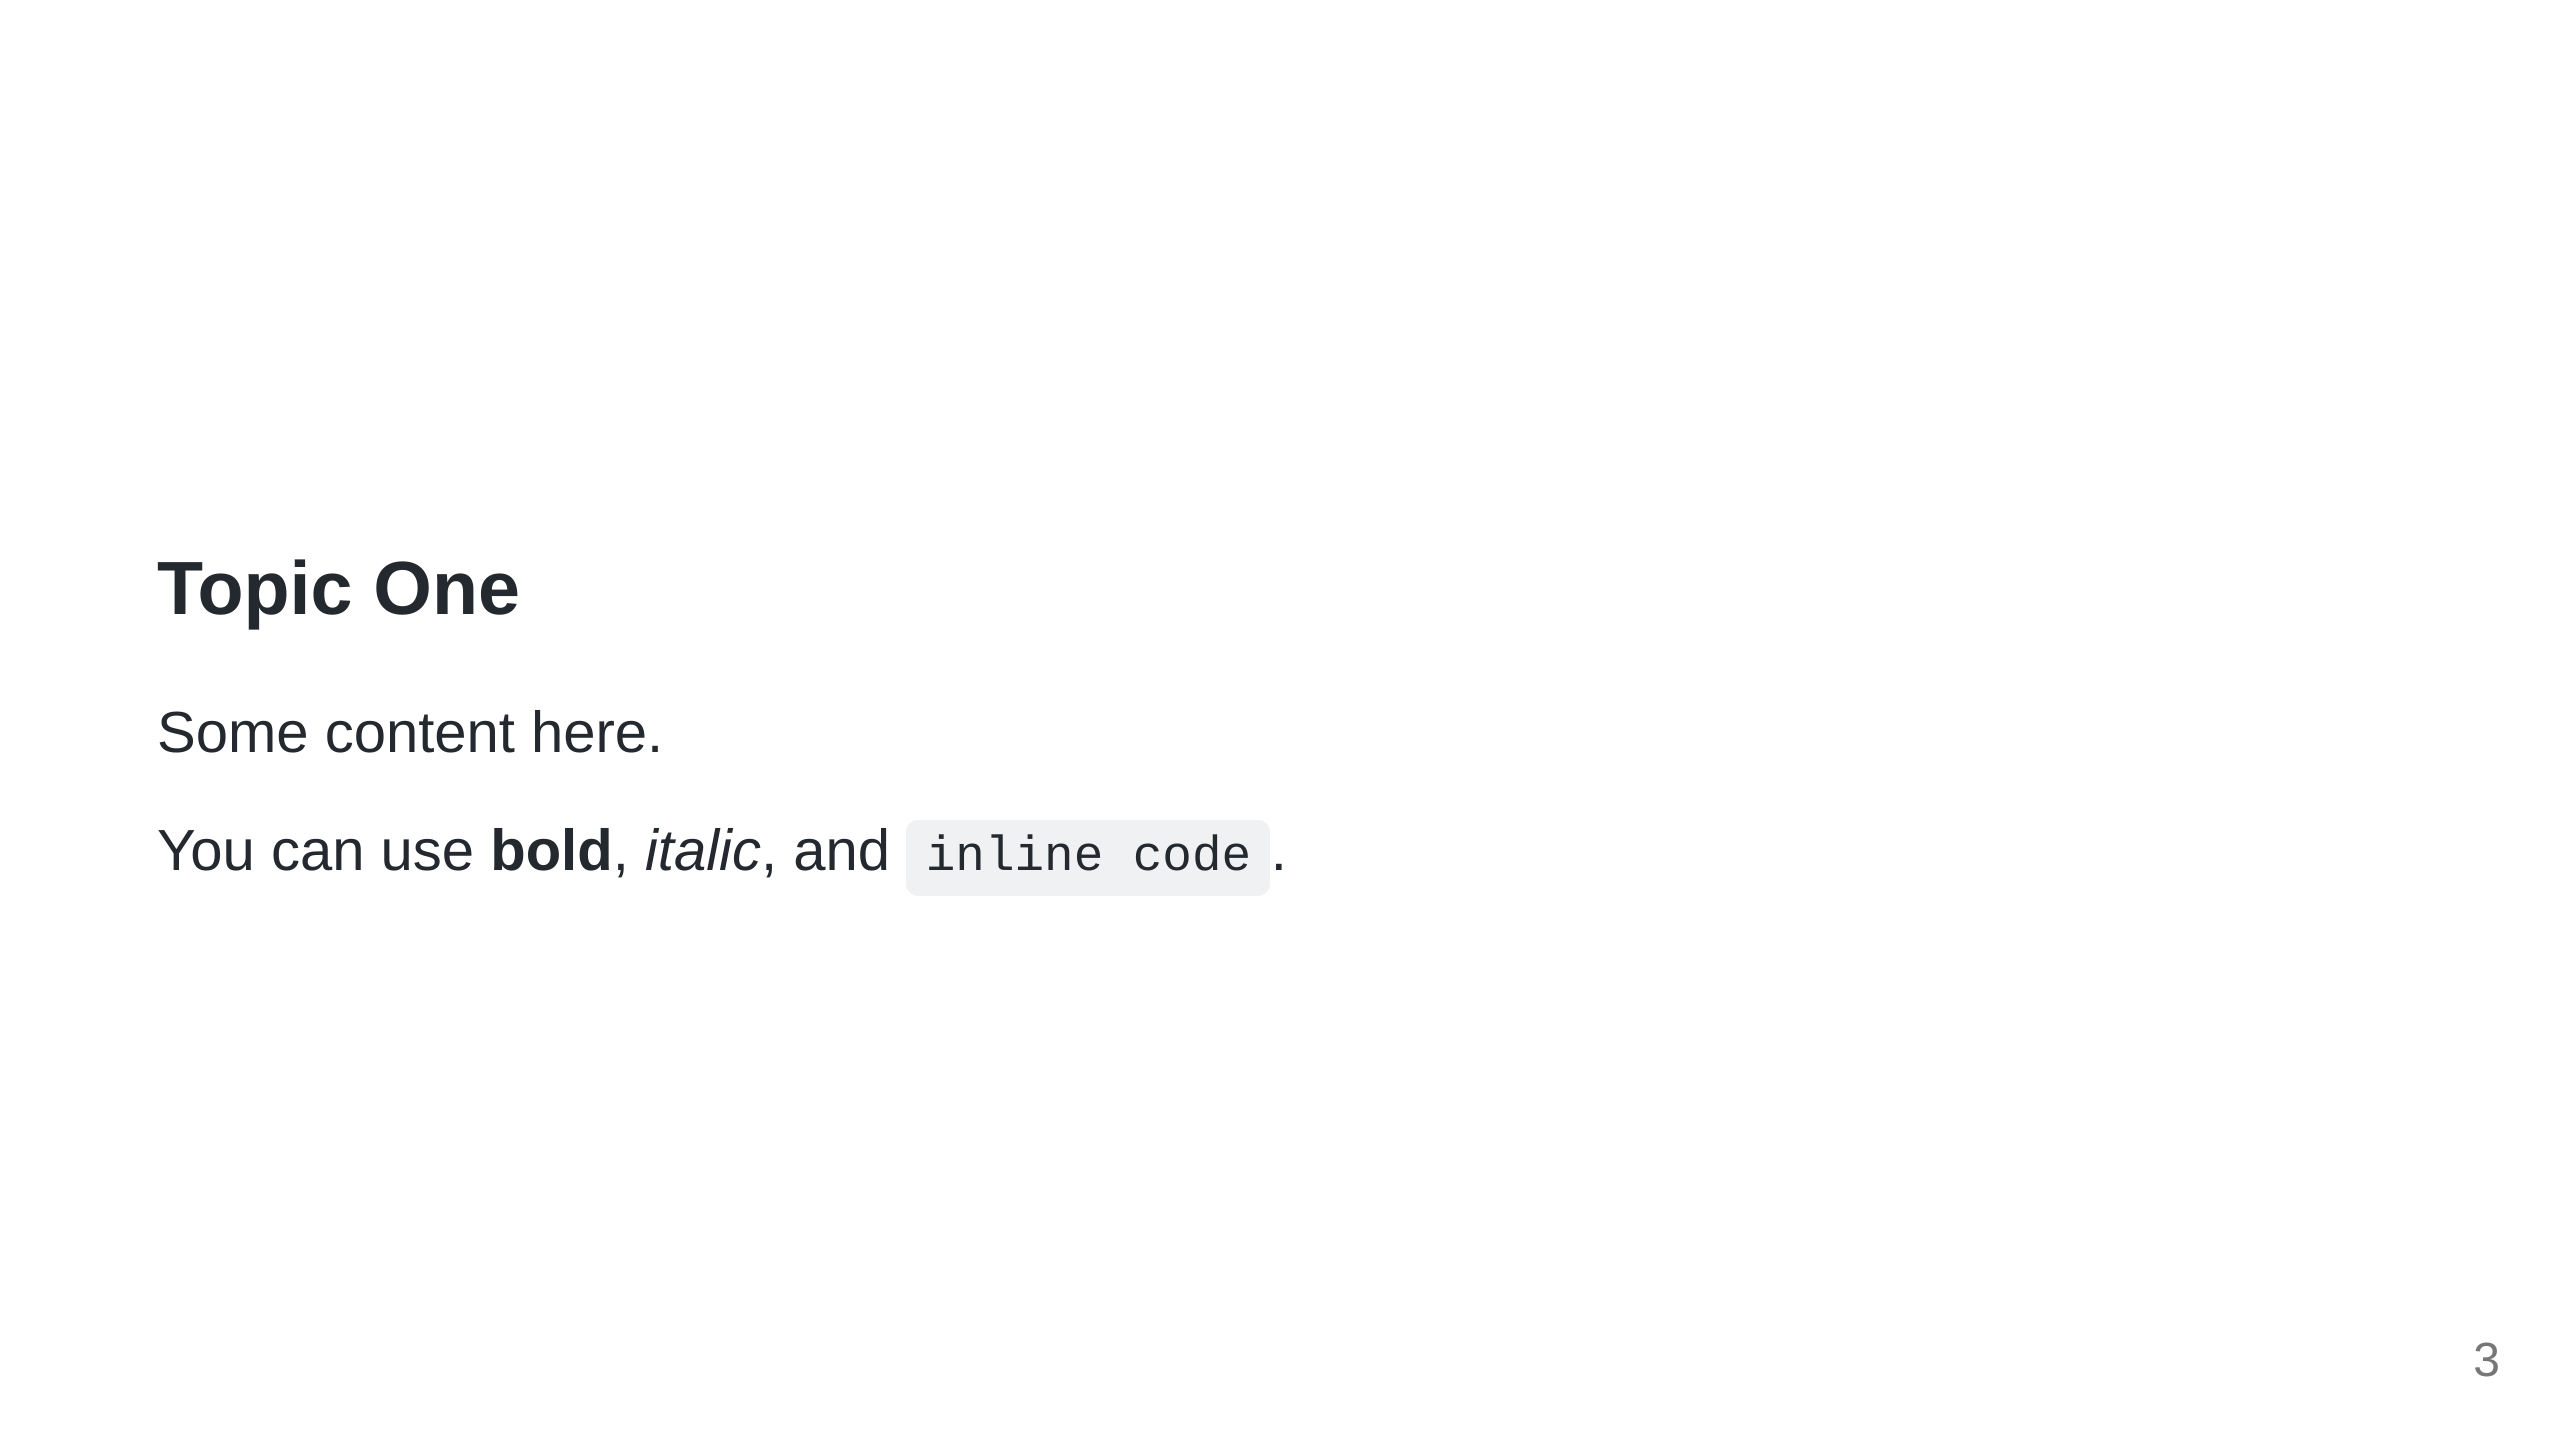 Topic One
Some content here.
You can use bold, italic, and inline code.
3